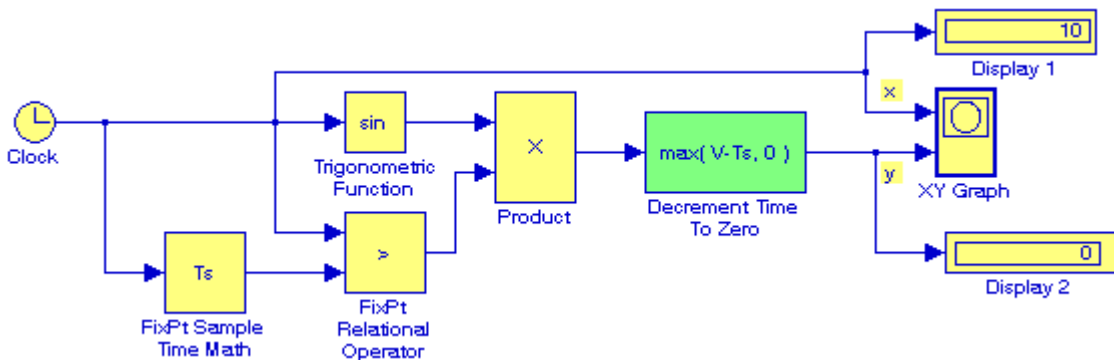 10
Display 1
x
Clock
sin
Trigonometric
Function
X
Product
max( V-Ts, 0 )
Decrement Time
To Zero
y
XY Graph
Ts
FixPt Sample
Time Math
>
FixPt
Relational
Operator
0
Display 2